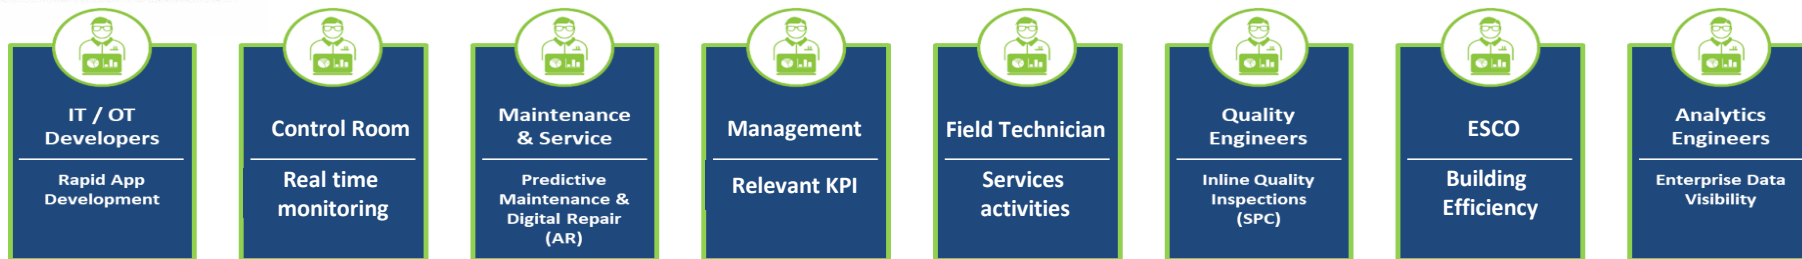 IT / OT
Developers
Rapid App
Development
Control Room
Real time
monitoring
Maintenance
& Service
Predictive
Maintenance &
Digital Repair
(AR)
Management
Relevant KPI
Field Technician
Services
activities
Quality
Engineers
Inline Quality
Inspections
(SPC)
ESCO
Building
Efficiency
Analytics
Engineers
Enterprise Data
Visibility